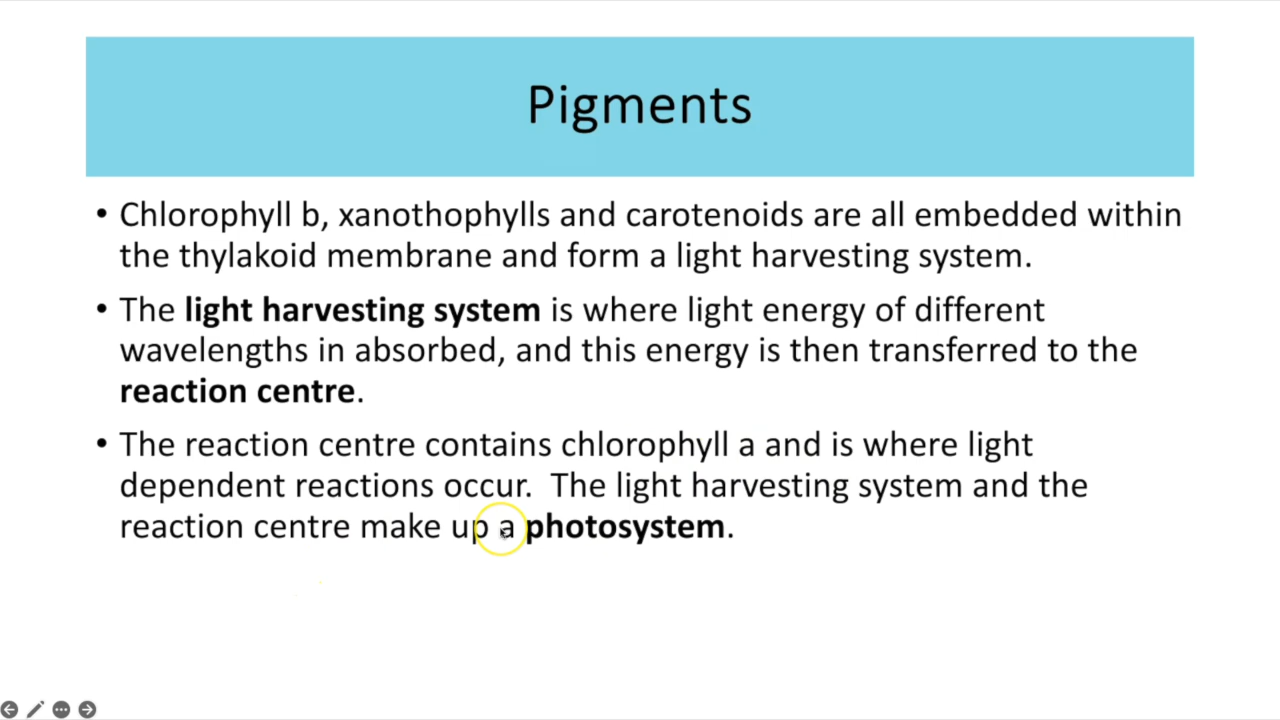 Pigments
• Chlorophyll b, xanothophylls and carotenoids are all embedded within
the thylakoid membrane and form a light harvesting system.
• The light harvesting system is where light energy of different
wavelengths in absorbed, and this energy is then transferred to the
reaction centre.
• The reaction centre contains chlorophyll a and is where light
dependent reactions occur.  The light harvesting system and the
reaction centre make up a photosystem.